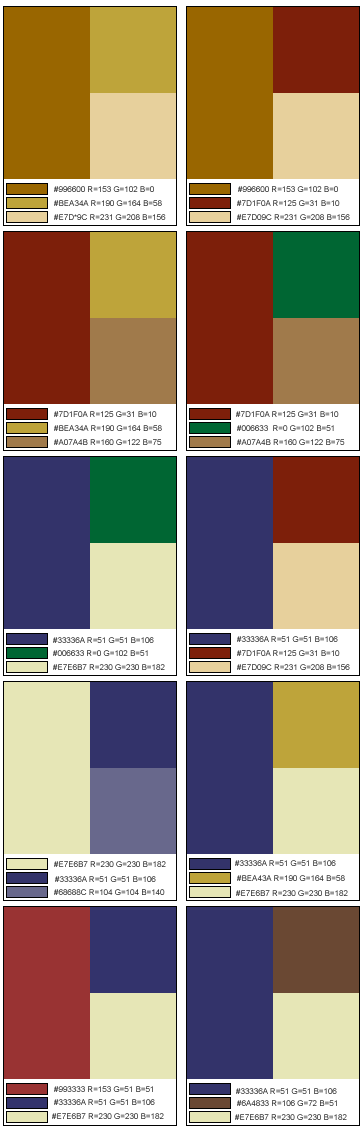 #996600 R=153 G=102 B=0
#BEA34A R=190 G=164 B=58
#E7D*9C R=231 G=208 B=156
#996600 R=153 G=102 B=0
#7D1F0A R=125 G=31 B=10
#E7D09C R=231 G=208 B=156
#7D1F0A R=125 G=31 B=10
#BEA34A R=190 G=164 B=58
#A07A4B R=160 G=122 B=75
#7D1F0A R=125 G=31 B=10
#006633 R=0 G=102 B=51
#A07A4B R=160 G=122 B=75
#33336A R=51 G=51 B=106
#006633 R=0 G=102 B=51
#E7E6B7 R=230 G=230 B=182
#33336A R=51 G=51 B=106
#7D1F0A R=125 G=31 B=10
#E7D09C R=231 G=208 B=156
#E7E6B7 R=230 G=230 B=182
#33336A R=51 G=51 B=106
#68688C R=104 G=104 B=140
#33336A R=51 G=51 B=106
#BEA43A R=190 G=164 B=58
#E7E6B7 R=230 G=230 B=182
#993333 R=153 G=51 B=51
#33336A R=51 G=51 B=106
#E7E6B7 R=230 G=230 B=182
#33336A R=51 G=51 B=106
#6A4833 R=106 G=72 B=51
#E7E6B7 R=230 G=230 B=182